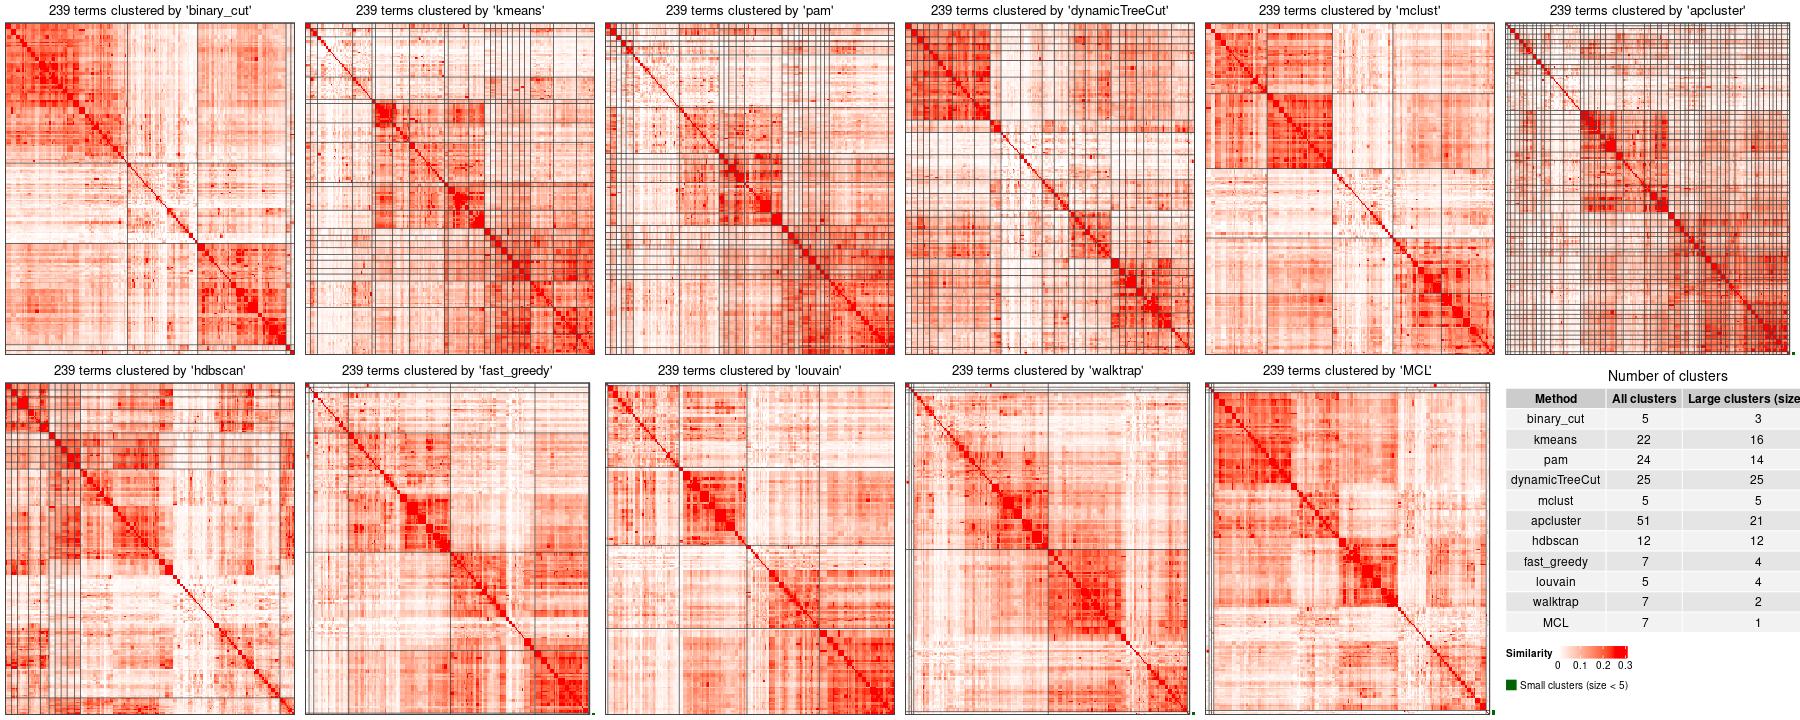 239 terms clustered by 'binary_cut'
239 terms clustered by 'kmeans'
239 terms clustered by 'pam'
239 terms clustered by 'dynamicTreeCut'
239 terms clustered by 'mclust'
239 terms clustered by 'apcluster'
239 terms clustered by 'hdbscan'
239 terms clustered by 'fast_greedy'
239 terms clustered by 'louvain'
239 terms clustered by 'walktrap'
239 terms clustered by 'MCL'
Number of clusters
Method All clusters Large clusters (size
binary_cut 5 3
kmeans 22 16
pam 24 14
dynamicTreeCut 25 25
mclust 5 5
apcluster 51 21
hdbscan 12 12
fast_greedy 7 4
louvain 5 4
walktrap 7 2
MCL 7 1
Similarity
0 0.1 0.2 0.3
Small clusters (size < 5)